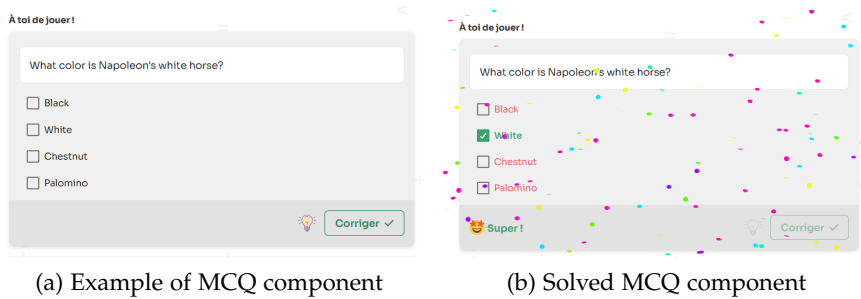 À toi de jouer !
What color is Napoleon's white horse?
Black
White
Chestnut
Palomino
Corriger
(a) Example of MCQ component
À toi de jouer !
What color is Napoleon's white horse?
Black
White
Chestnut
Palomino
Super !
Corriger
(b) Solved MCQ component